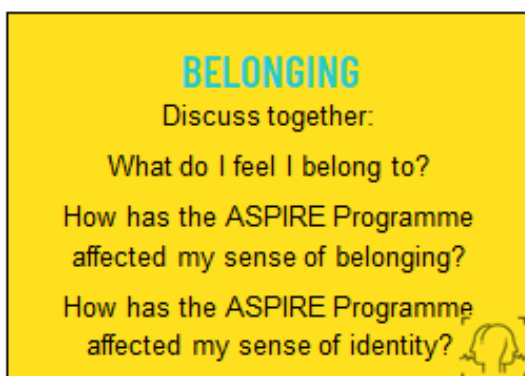 BELONGING
Discuss together:
What do I feel I belong to?
How has the ASPIRE Programme
affected my sense of belonging?
How has the ASPIRE Programme
affected my sense of identity?